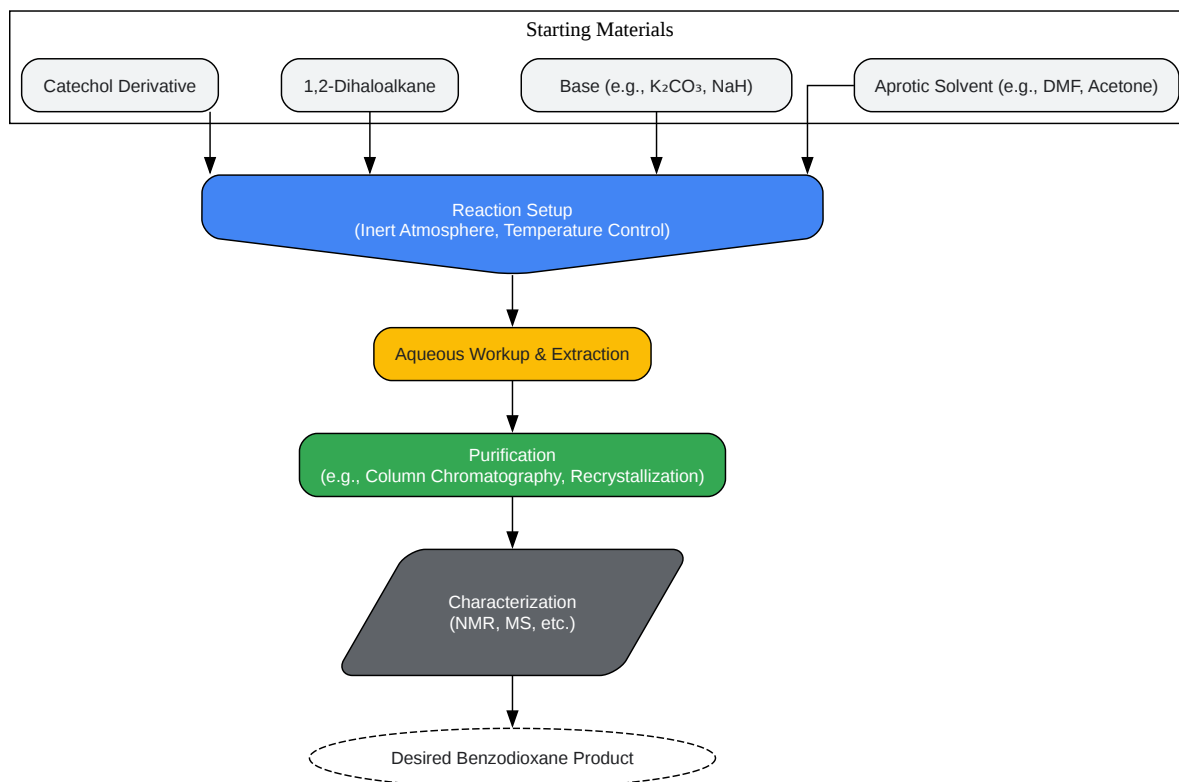 Starting Materials
Catechol Derivative
1,2-Dihaloalkane
Base (e.g., K₂CO₃, NaH)
Aprotic Solvent (e.g., DMF, Acetone)
Reaction Setup
(Inert Atmosphere, Temperature Control)
Aqueous Workup & Extraction
Purification
(e.g., Column Chromatography, Recrystallization)
Characterization
(NMR, MS, etc.)
Desired Benzodioxane Product